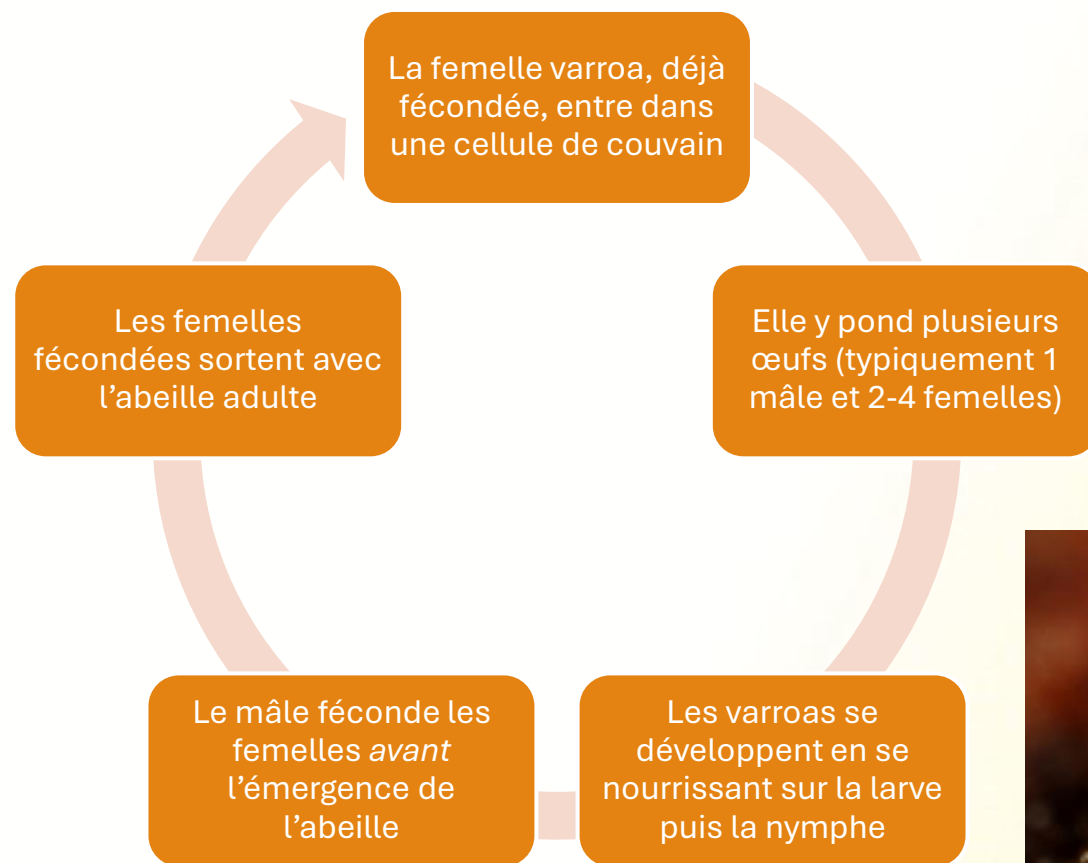 La femelle varroa, déjà
fécondée, entre dans
une cellule de couvain
Elle y pond plusieurs
œufs (typiquement 1
mâle et 2-4 femelles)
Les varroas se
développent en se
nourrissant sur la larve
puis la nymphe
Le mâle féconde les
femelles avant
l’émergence de
l’abeille
Les femelles
fécondées sortent avec
l’abeille adulte